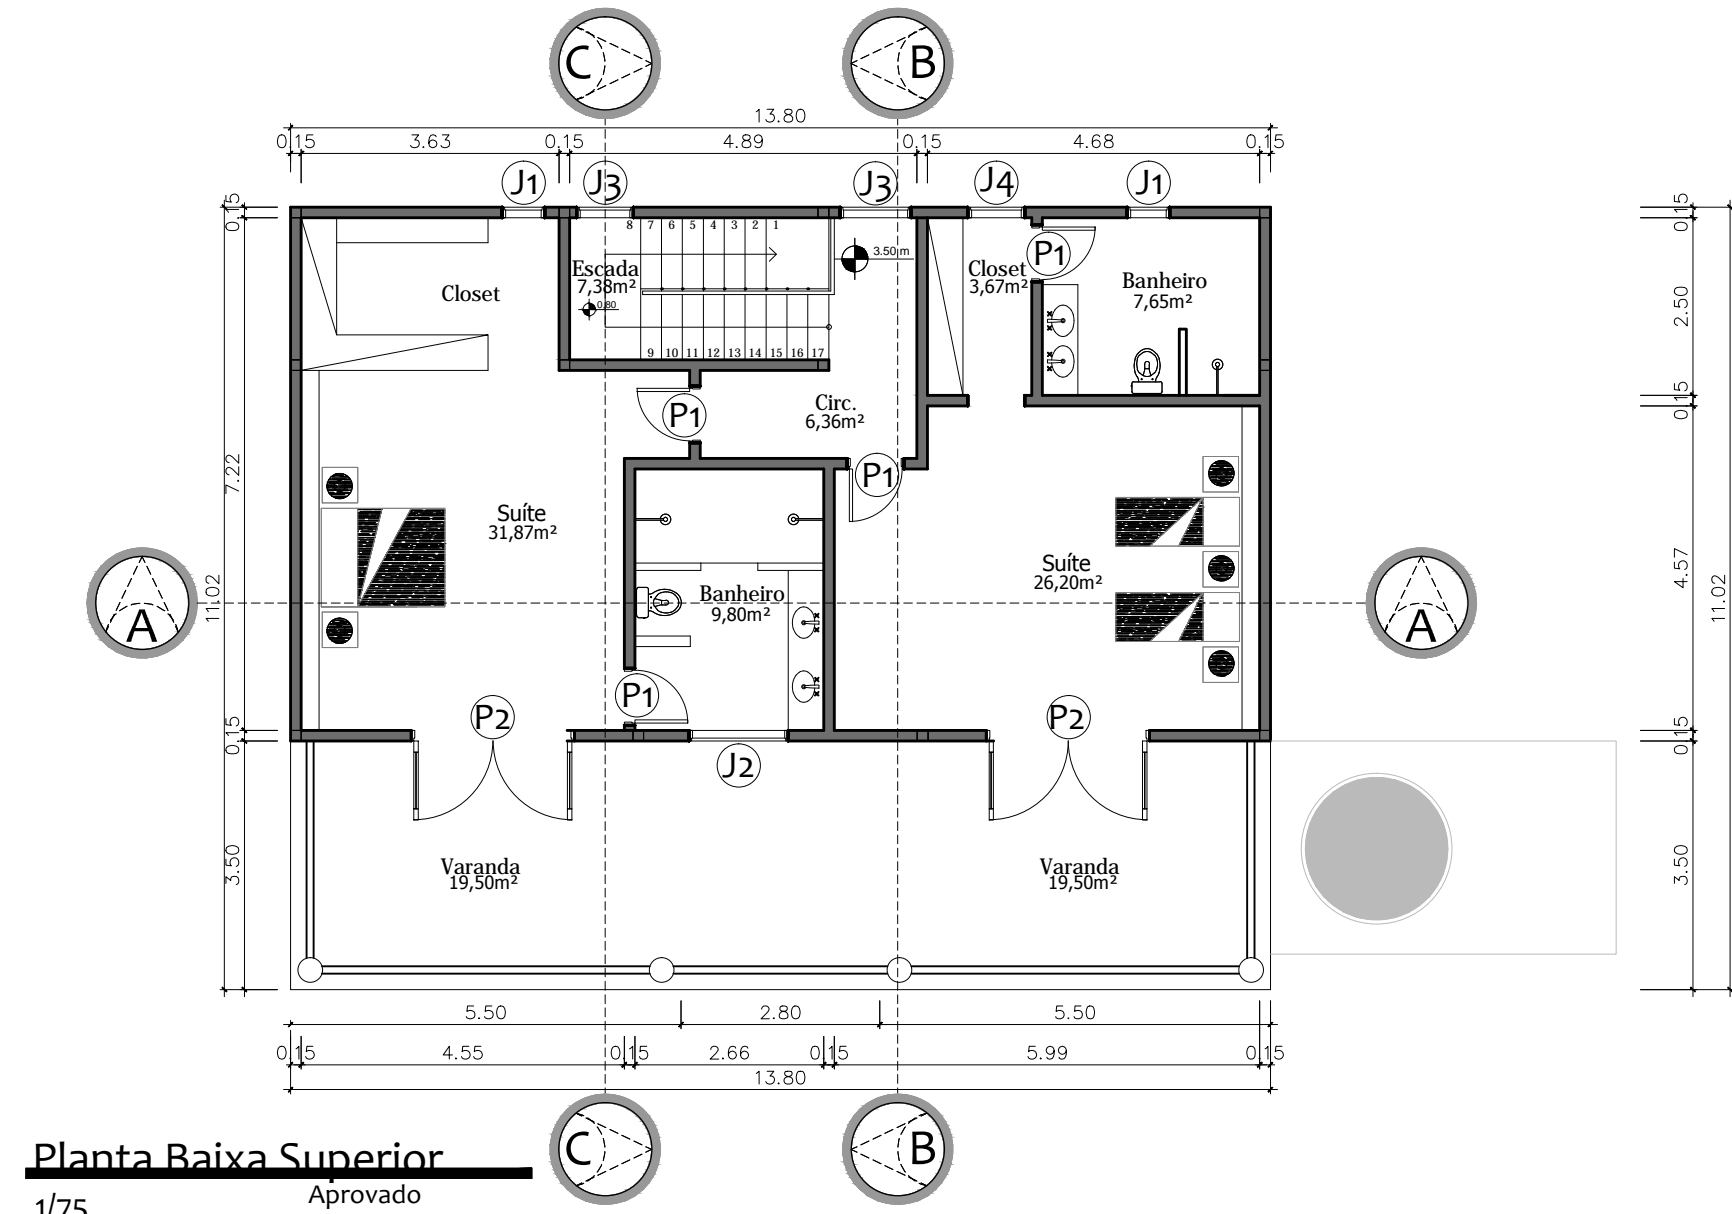 C B
13.80
0.15 3.63 0.15 4.89 0.15 4.68 0.15
J1 J3 J3 J4 J1
0.15 0.15
8 7 6 5 4 3 2 1
3.50 m
P1
Escada
7,38m²
Closet
3,67m²
Banheiro
7,65m²
Closet
0.80
2.50
9 10 11 12 13 14 15 16 17
Circ.
6,36m²
P1
0.15
P1
7.22
Suíte
31,87m²
Suíte
26,20m²
4.57
Banheiro
9,80m²
11.02
11.02
A A
P1
P2 P2
0.15 0.15
J2
3.50 3.50
Varanda
19,50m²
Varanda
19,50m²
5.50 2.80 5.50
0.15 4.55 0.15 2.66 0.15 5.99 0.15
13.80
C B
Planta Baixa Superior
Aprovado
1/75